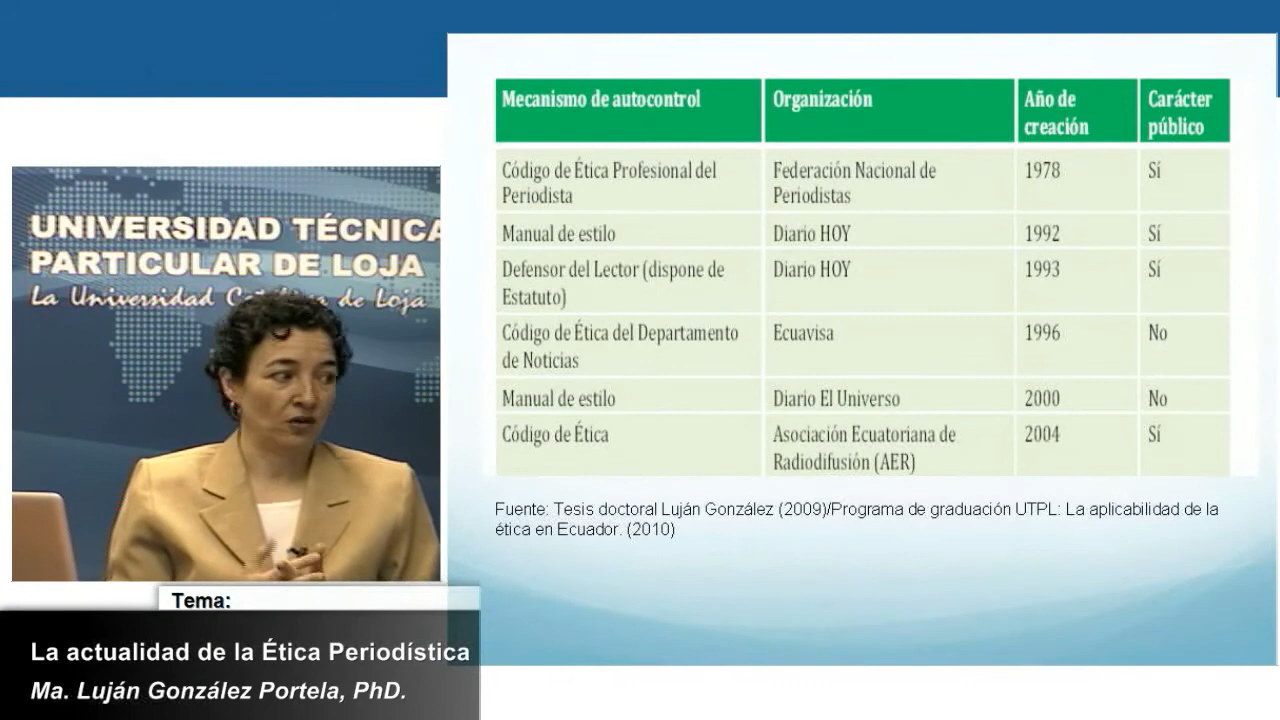 Mecanismo de autocontrol
Organización
Año de
creación
Carácter
público
Código de Ética Profesional del
Periodista
Federación Nacional de
Periodistas
1978
Sí
Manual de estilo
Diario HOY
1992
Sí
Defensor del Lector (dispone de
Estatuto)
Diario HOY
1993
Sí
Código de Ética del Departamento
de Noticias
Ecuavisa
1996
No
Manual de estilo
Diario El Universo
2000
No
Código de Ética
Asociación Ecuatoriana de
Radiodifusión (AER)
2004
Sí
Fuente: Tesis doctoral Luján González (2009)/Programa de graduación UTPL: La aplicabilidad de la
ética en Ecuador. (2010)
UNIVERSIDAD TÉCNICA
PARTICULAR DE LOJA
La Universidad de Loja
Tema:
La actualidad de la Ética Periodística
Ma. Luján González Portela, PhD.